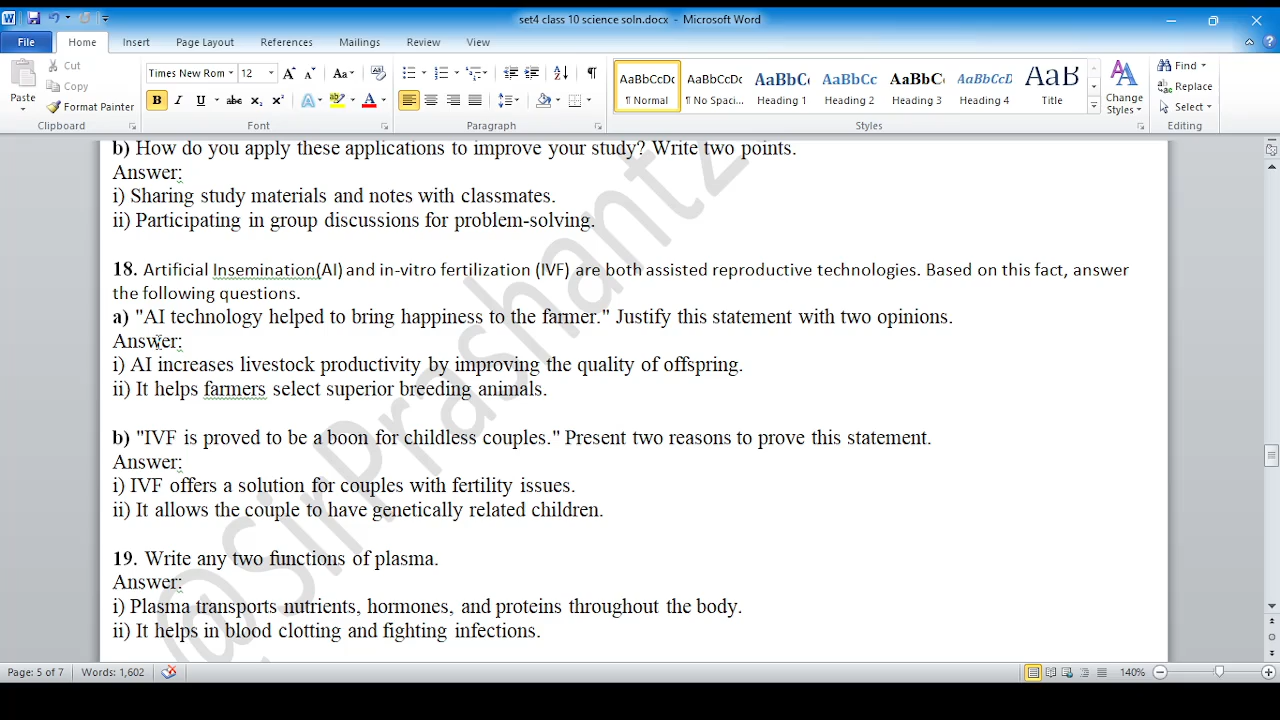 set4 class 10 science soln.docx - Microsoft Word
File Home Insert Page Layout References Mailings Review View
Paste
Cut
Copy
Format Painter
Clipboard
Times New Rom 12
Font
Paragraph
AaBbCcDc AaBbCcDc AaBbC AaBbCc AaBbC AaBbCcI AaB
¶ Normal ¶ No Spaci... Heading 1 Heading 2 Heading 3 Heading 4 Title
Change Styles
Styles
Find
Replace
Select
Editing
b) How do you apply these applications to improve your study? Write two points.
Answer:
i) Sharing study materials and notes with classmates.
ii) Participating in group discussions for problem-solving.
18. Artificial Insemination(AI) and in-vitro fertilization (IVF) are both assisted reproductive technologies. Based on this fact, answer
the following questions.
a) "AI technology helped to bring happiness to the farmer." Justify this statement with two opinions.
Answer:
i) AI increases livestock productivity by improving the quality of offspring.
ii) It helps farmers select superior breeding animals.
b) "IVF is proved to be a boon for childless couples." Present two reasons to prove this statement.
Answer:
i) IVF offers a solution for couples with fertility issues.
ii) It allows the couple to have genetically related children.
19. Write any two functions of plasma.
Answer:
i) Plasma transports nutrients, hormones, and proteins throughout the body.
ii) It helps in blood clotting and fighting infections.
@SirPrashantz
Page: 5 of 7 Words: 1,602 140%